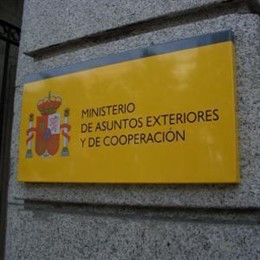 MINISTERIO
DE ASUNTOS EXTERIORES
Y DE COOPERACIÓN